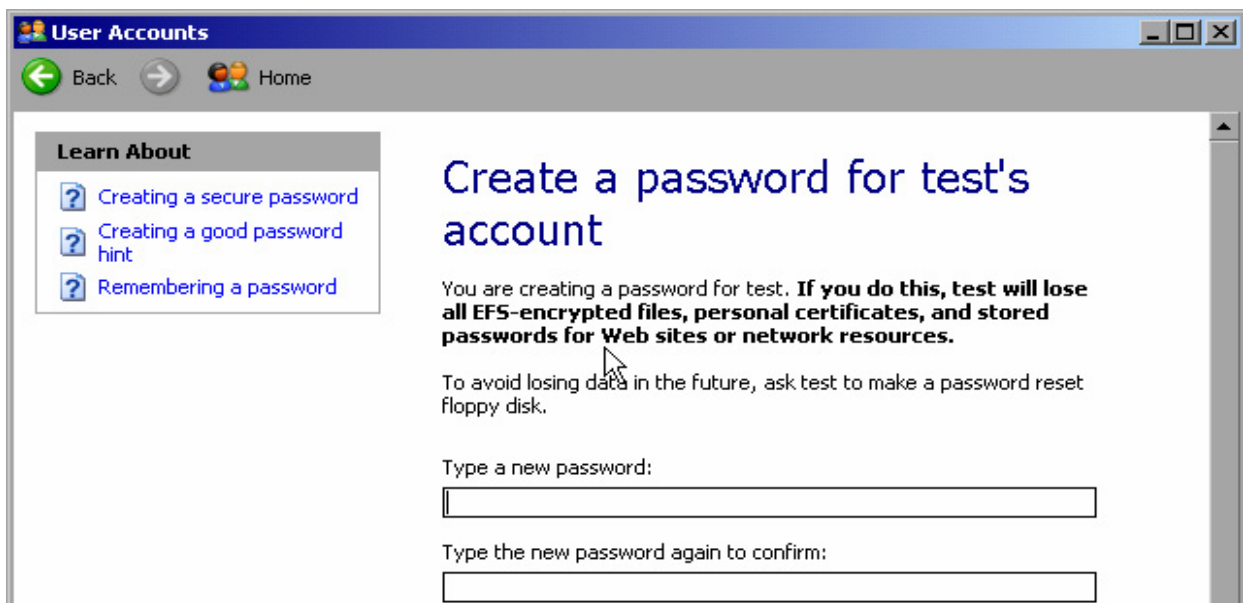 User Accounts
Back
Home
Learn About
Creating a secure password
Creating a good password
hint
Remembering a password
Create a password for test's
account
You are creating a password for test. If you do this, test will lose
all EFS-encrypted files, personal certificates, and stored
passwords for Web sites or network resources.
To avoid losing data in the future, ask test to make a password reset
floppy disk.
Type a new password:
Type the new password again to confirm: